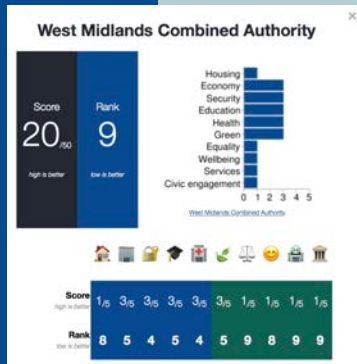 ×
West Midlands Combined Authority
Score
20/50
high is better
Rank
9
low is better
Housing
Economy
Security
Education
Health
Green
Equality
Wellbeing
Services
Civic engagement
0 1 2 3 4 5
West Midlands Combined Authority
Score 1/5 3/5 3/5 3/5 3/5 3/5 1/5 1/5 1/5 1/5
high is better
Rank 8 5 4 5 4 5 9 8 9 9
low is better